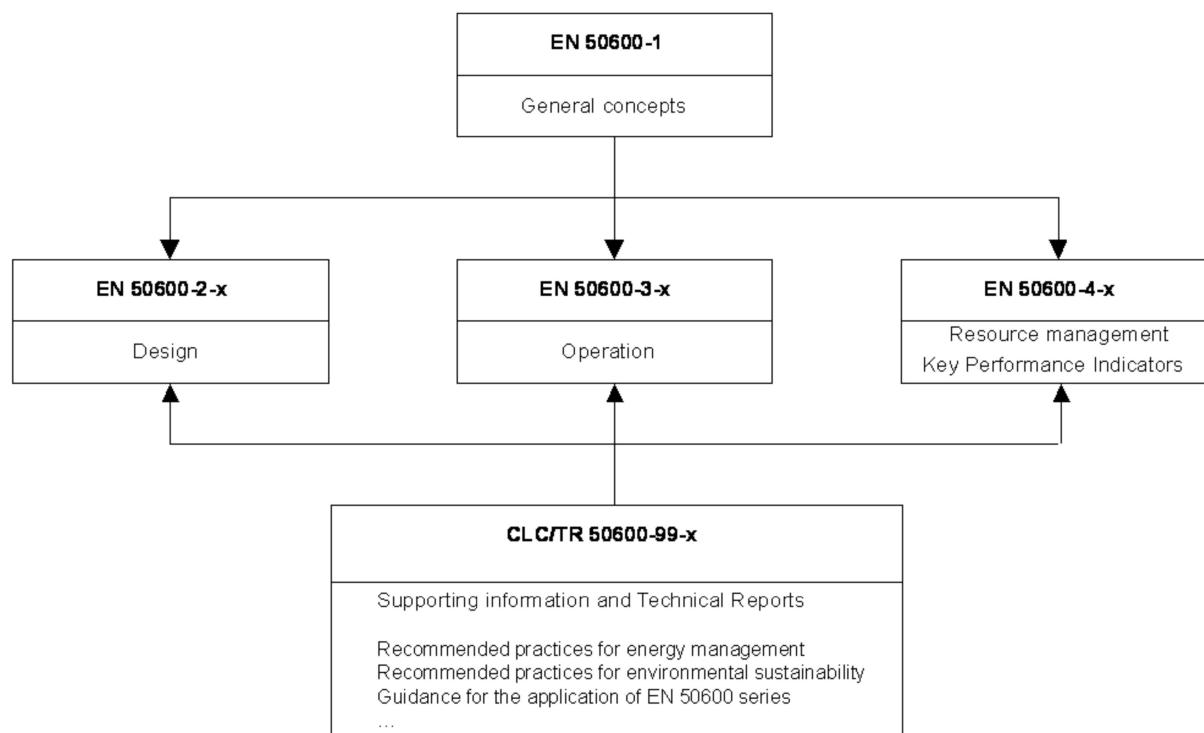 EN 50600-1
General concepts
EN 50600-2-x
EN 50600-3-x
EN 50600-4-x
Design
Operation
Resource management
Key Performance Indicators
CLC/TR 50600-99-x
Supporting information and Technical Reports
Recommended practices for energy management
Recommended practices for environmental sustainability
Guidance for the application of EN 50600 series
...